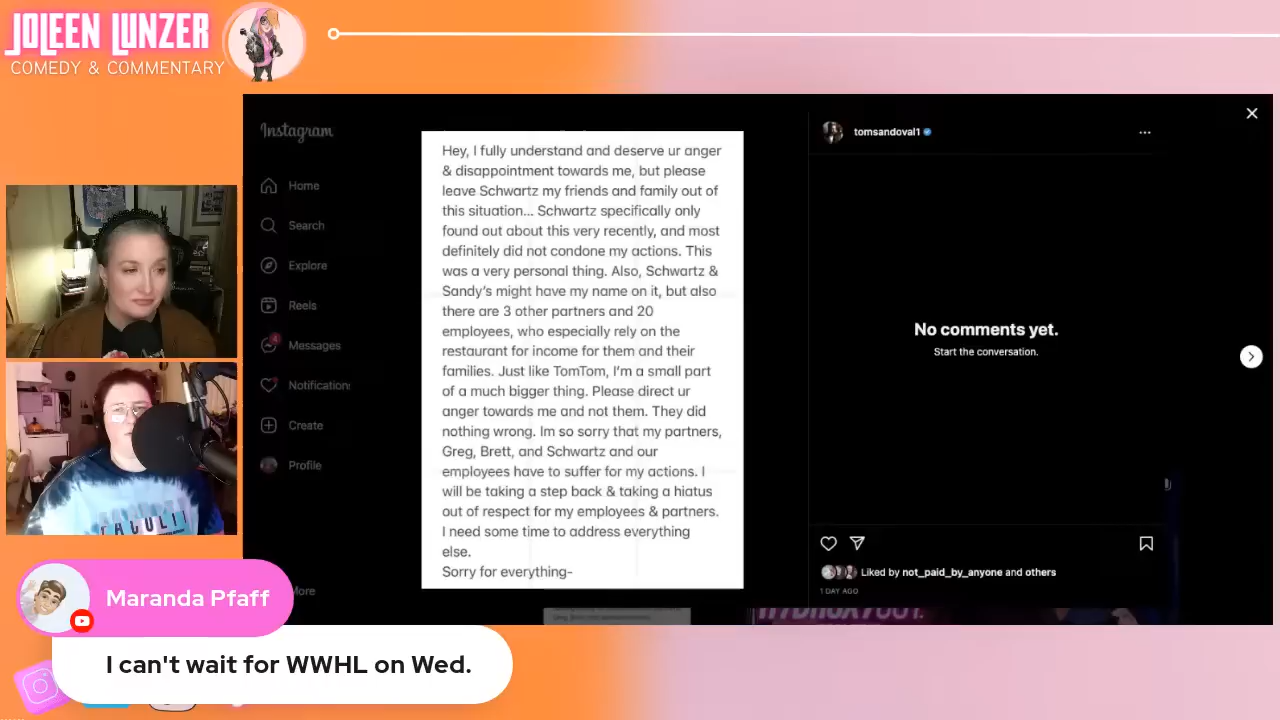 JOLEEN LUNZER
COMEDY & COMMENTARY
Instagram
Home
Search
Explore
Reels
4
Messages
Notifications
Create
Profile
More
Hey, I fully understand and deserve ur anger
& disappointment towards me, but please
leave Schwartz my friends and family out of
this situation... Schwartz specifically only
found out about this very recently, and most
definitely did not condone my actions. This
was a very personal thing. Also, Schwartz &
Sandy's might have my name on it, but also
there are 3 other partners and 20
employees, who especially rely on the
restaurant for income for them and their
families. Just like TomTom, I'm a small part
of a much bigger thing. Please direct ur
anger towards me and not them. They did
nothing wrong. Im so sorry that my partners,
Greg, Brett, and Schwartz and our
employees have to suffer for my actions. I
will be taking a step back & taking a hiatus
out of respect for my employees & partners.
I need some time to address everything
else.
Sorry for everything-
tomsandoval1
No comments yet.
Start the conversation.
Liked by not_paid_by_anyone and others
1 DAY AGO
Maranda Pfaff
I can't wait for WWHL on Wed.